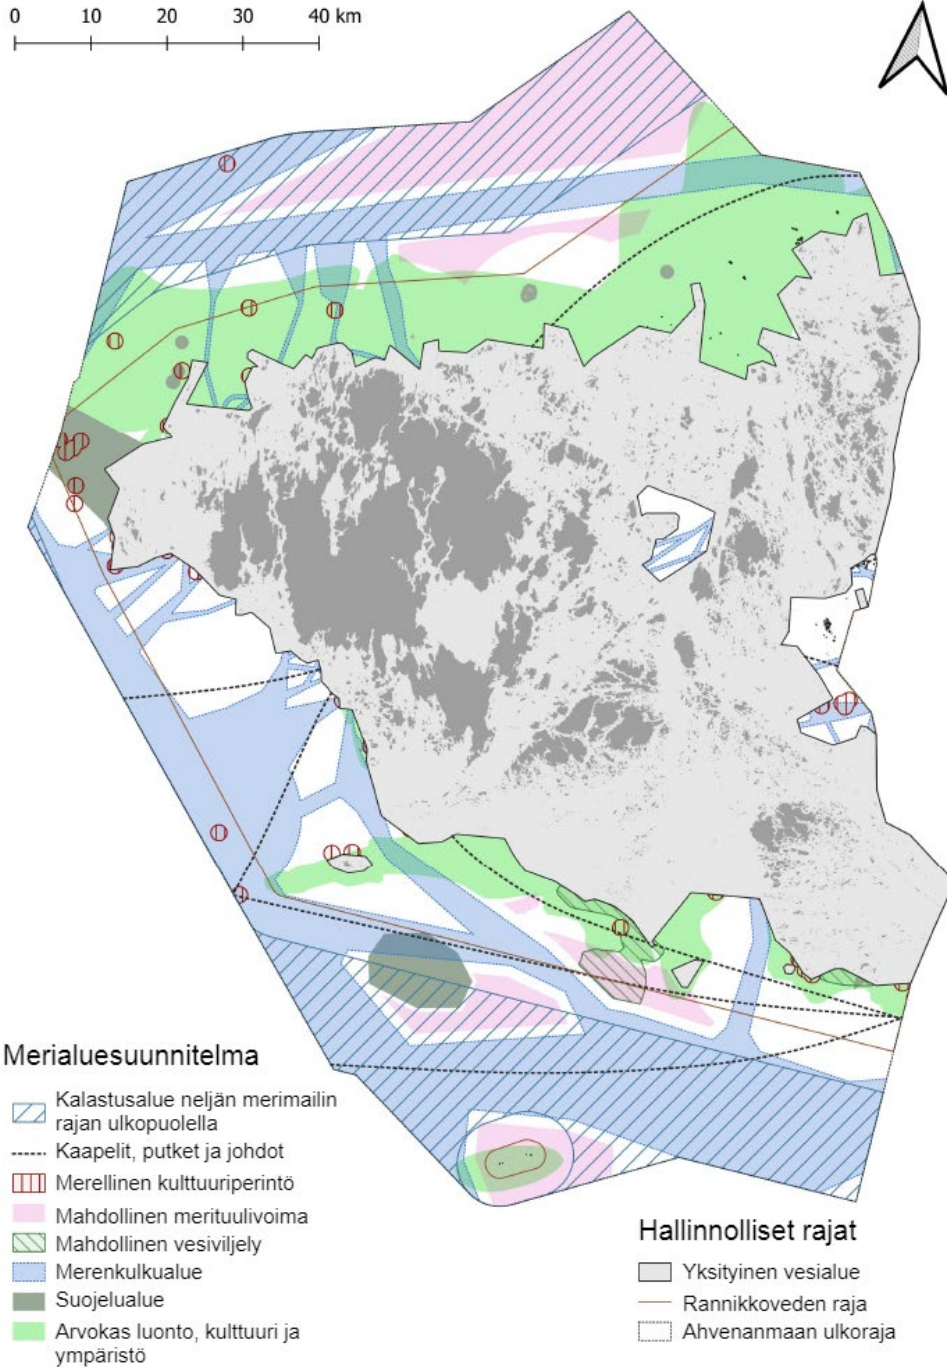 0 10 20 30 40 km
Merialuesuunnitelma
Kalastusalue neljän merimailin
rajan ulkopuolella
Kaapelit, putket ja johdot
Merellinen kulttuuriperintö
Mahdollinen merituulivoima
Mahdollinen vesiviljely
Merenkulkualue
Suojelualue
Arvokas luonto, kulttuuri ja
ympäristö
Hallinnolliset rajat
Yksityinen vesialue
Rannikkoveden raja
Ahvenanmaan ulkoraja